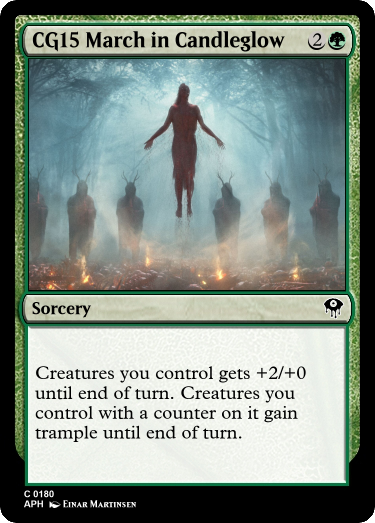 CG15 March in Candleglow 2
Sorcery
Creatures you control gets +2/+0
until end of turn. Creatures you
control with a counter on it gain
trample until end of turn.
C 0180
APH Einar Martinsen